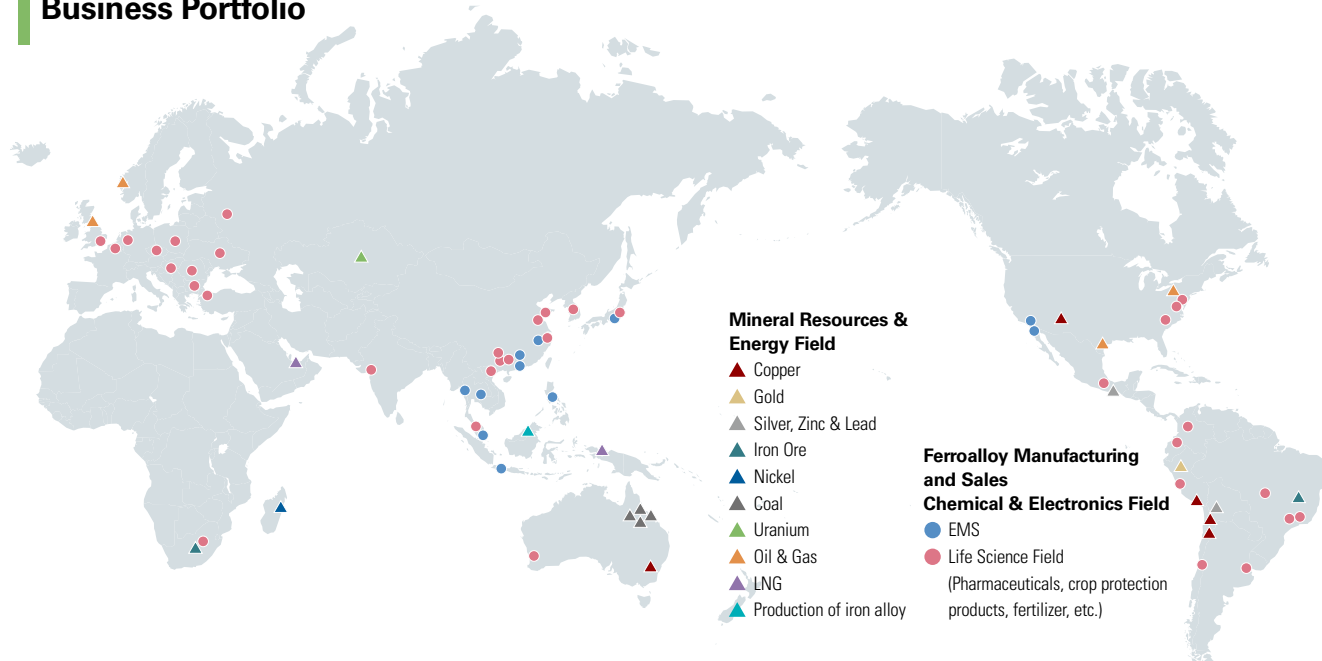 Business Portfolio
Mineral Resources &
Energy Field
Copper
Gold
Silver, Zinc & Lead
Iron Ore
Nickel
Coal
Uranium
Oil & Gas
LNG
Production of iron alloy
Ferroalloy Manufacturing
and Sales
Chemical & Electronics Field
EMS
Life Science Field
(Pharmaceuticals, crop protection
products, fertilizer, etc.)